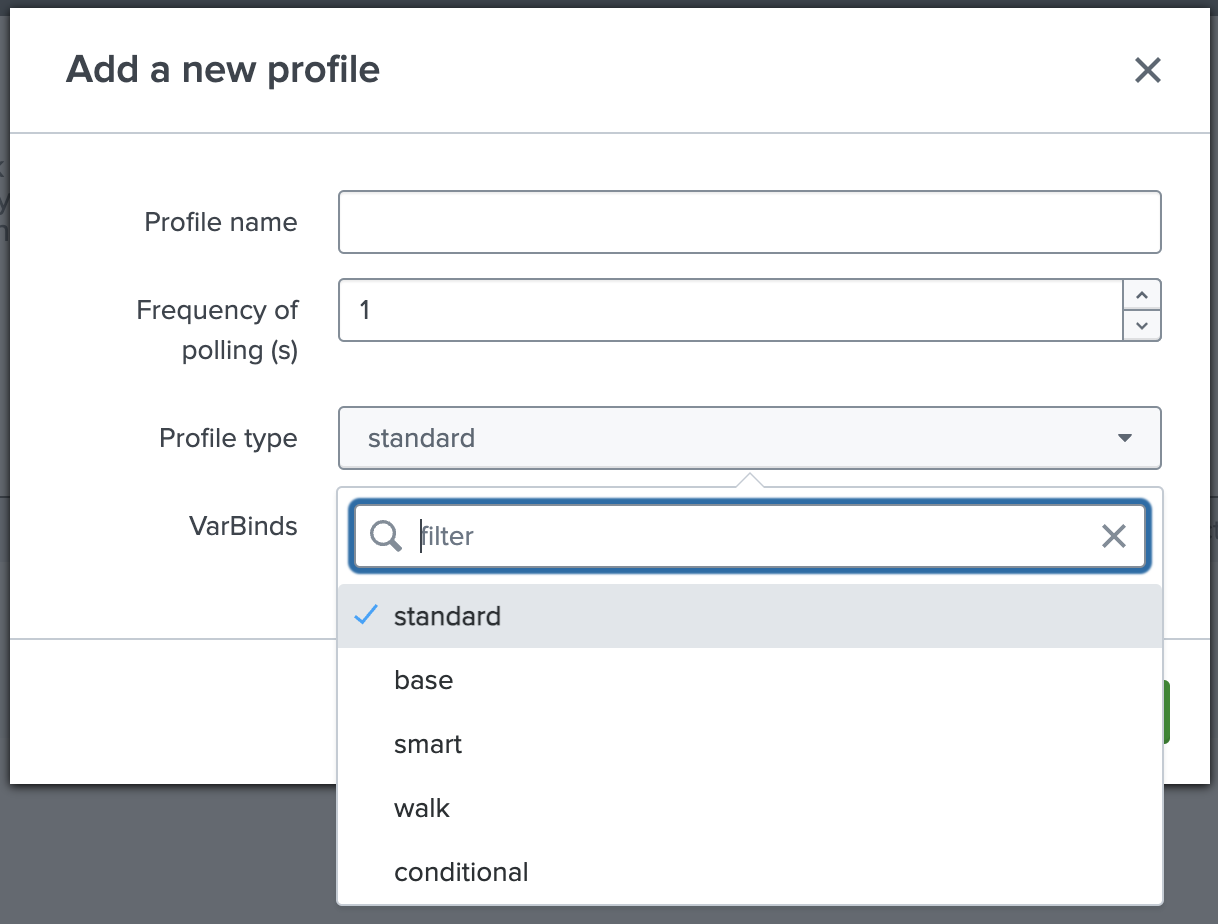 Add a new profile
Profile name
Frequency of
polling (s)
1
Profile type
standard
VarBinds
filter
standard
base
smart
walk
conditional